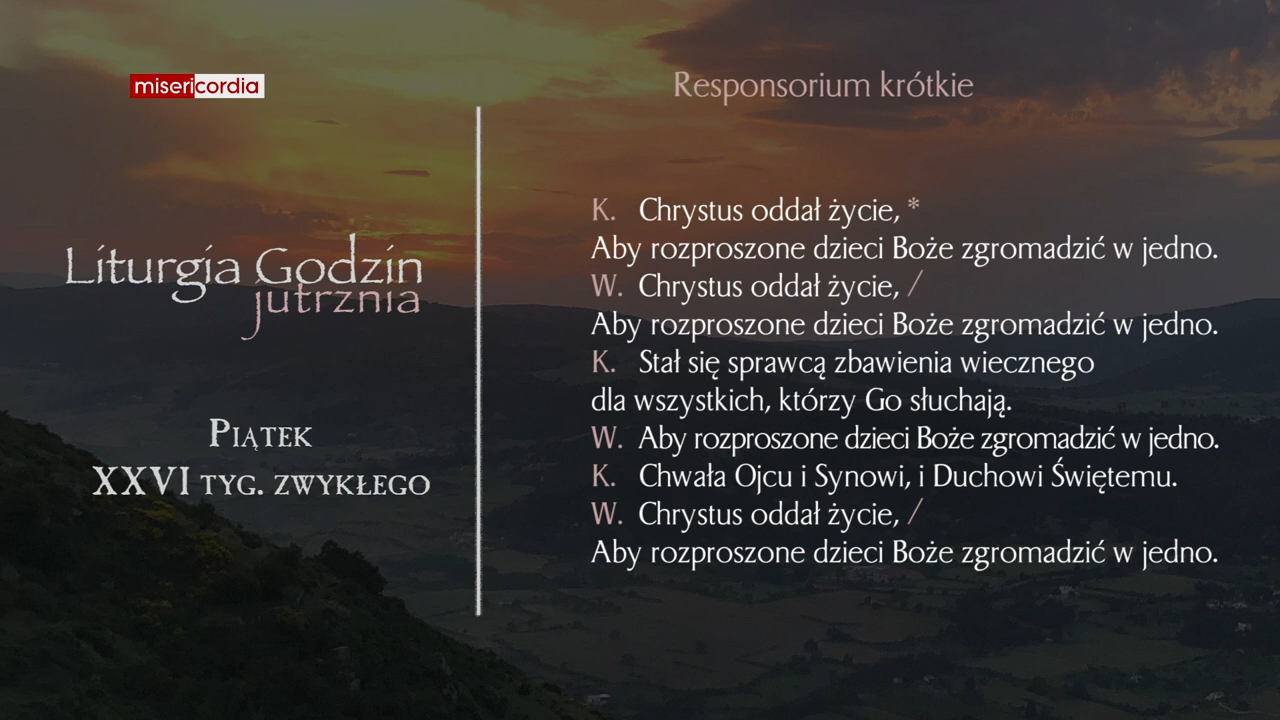 misericordia
Liturgia Godzin
jutrznia
Piątek
XXVI tyg. zwykłego
Responsorium krótkie
K. Chrystus oddał życie, *
Aby rozproszone dzieci Boże zgromadzić w jedno.
W. Chrystus oddał życie, /
Aby rozproszone dzieci Boże zgromadzić w jedno.
K. Stał się sprawcą zbawienia wiecznego
dla wszystkich, którzy Go słuchają.
W. Aby rozproszone dzieci Boże zgromadzić w jedno.
K. Chwała Ojcu i Synowi, i Duchowi Świętemu.
W. Chrystus oddał życie, /
Aby rozproszone dzieci Boże zgromadzić w jedno.